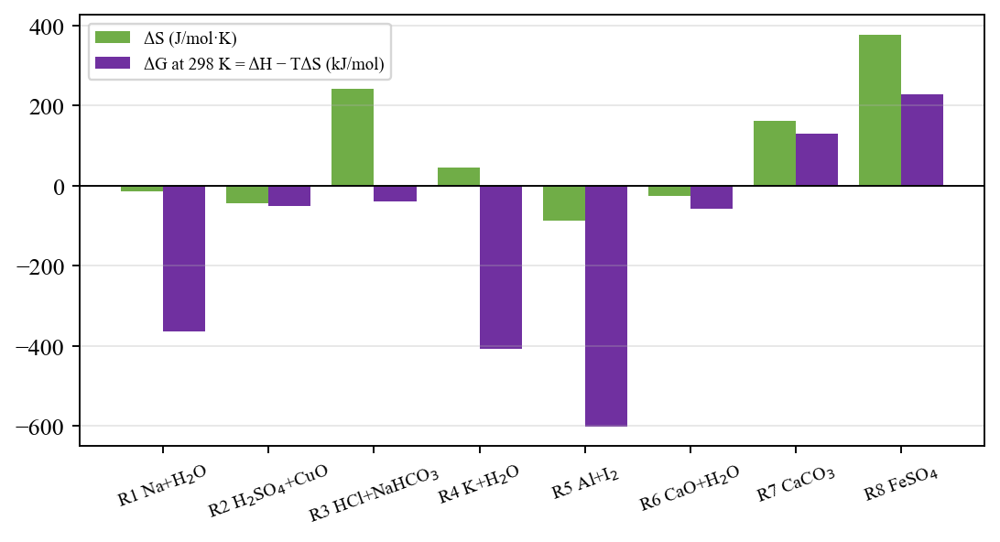 400
200
0
−200
−400
−600
ΔS (J/mol·K)
ΔG at 298 K = ΔH − TΔS (kJ/mol)
R1 Na+H₂O
R2 H₂SO₄+CuO
R3 HCl+NaHCO₃
R4 K+H₂O
R5 Al+I₂
R6 CaO+H₂O
R7 CaCO₃
R8 FeSO₄